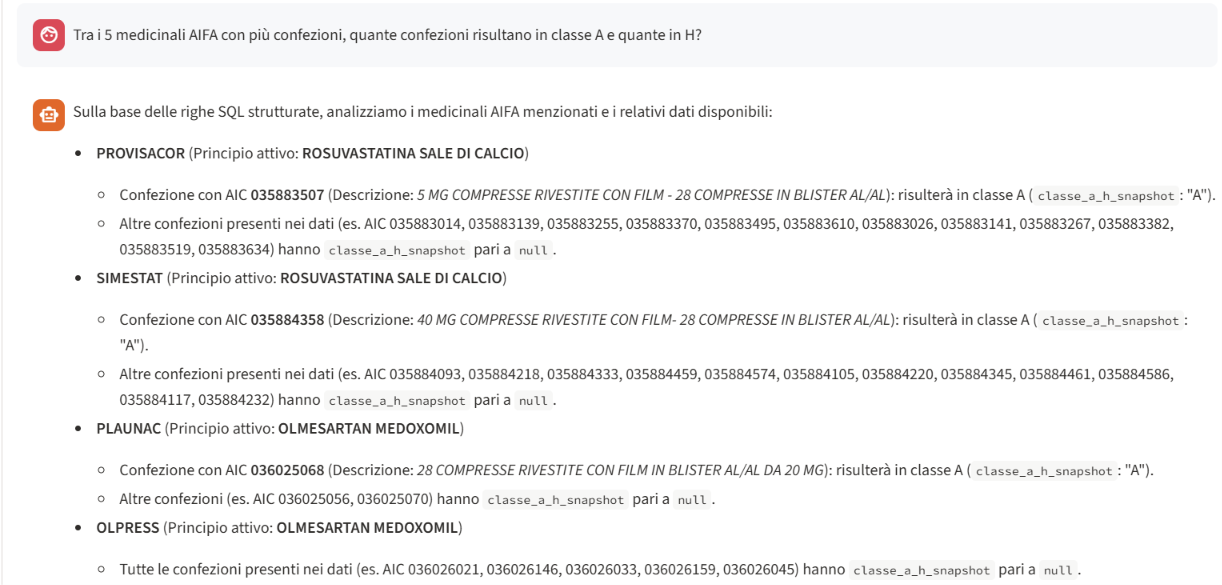 Tra i 5 medicinali AIFA con più confezioni, quante confezioni risultano in classe A e quante in H?
Sulla base delle righe SQL strutturate, analizziamo i medicinali AIFA menzionati e i relativi dati disponibili:
• PROVISACOR (Principio attivo: ROSUVASTATINA SALE DI CALCIO)
◦ Confezione con AIC 035883507 (Descrizione: 5 MG COMPRESSE RIVESTITE CON FILM - 28 COMPRESSE IN BLISTER AL/AL): risulterà in classe A ( classe_a_h_snapshot : "A").
◦ Altre confezioni presenti nei dati (es. AIC 035883014, 035883139, 035883255, 035883370, 035883495, 035883610, 035883026, 035883141, 035883267, 035883382,
035883519, 035883634) hanno classe_a_h_snapshot pari a null .
• SIMESTAT (Principio attivo: ROSUVASTATINA SALE DI CALCIO)
◦ Confezione con AIC 035884358 (Descrizione: 40 MG COMPRESSE RIVESTITE CON FILM- 28 COMPRESSE IN BLISTER AL/AL): risulterà in classe A ( classe_a_h_snapshot :
"A").
◦ Altre confezioni presenti nei dati (es. AIC 035884093, 035884218, 035884333, 035884459, 035884574, 035884105, 035884220, 035884345, 035884461, 035884586,
035884117, 035884232) hanno classe_a_h_snapshot pari a null .
• PLAUNAC (Principio attivo: OLMESARTAN MEDOXOMIL)
◦ Confezione con AIC 036025068 (Descrizione: 28 COMPRESSE RIVESTITE CON FILM IN BLISTER AL/AL DA 20 MG): risulterà in classe A ( classe_a_h_snapshot : "A").
◦ Altre confezioni (es. AIC 036025056, 036025070) hanno classe_a_h_snapshot pari a null .
• OLPRESS (Principio attivo: OLMESARTAN MEDOXOMIL)
◦ Tutte le confezioni presenti nei dati (es. AIC 036026021, 036026146, 036026033, 036026159, 036026045) hanno classe_a_h_snapshot pari a null .